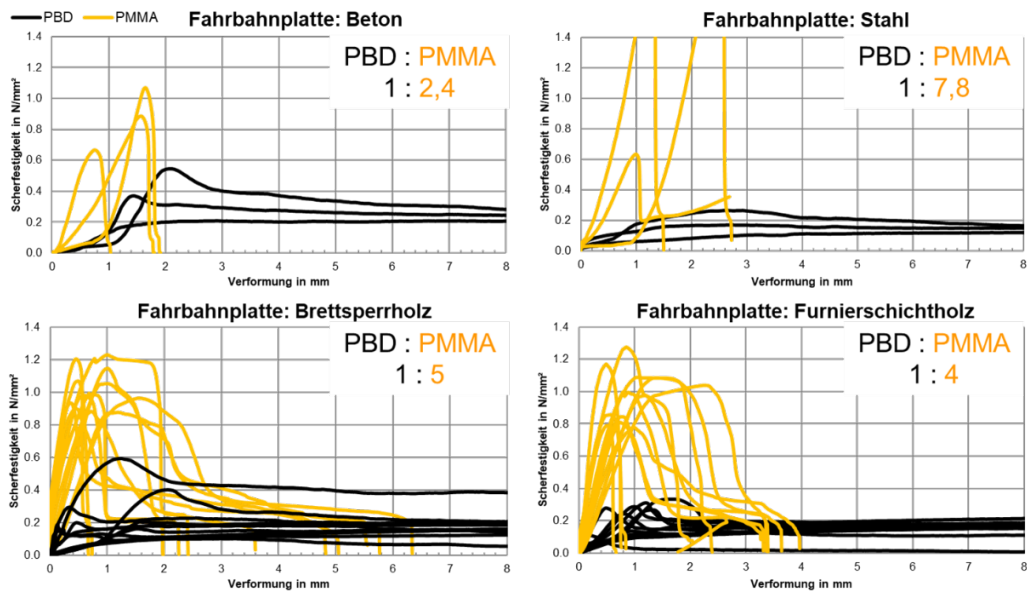 PBD PMMA
Fahrbahnplatte: Beton
Scherfestigkeit in N/mm²
1.4
1.2
1.0
0.8
0.6
0.4
0.2
0.0
PBD : PMMA
1 : 2,4
0 1 2 3 4 5 6 7 8
Verformung in mm
Fahrbahnplatte: Stahl
Scherfestigkeit in N/mm²
1.4
1.2
1.0
0.8
0.6
0.4
0.2
0.0
PBD : PMMA
1 : 7,8
0 1 2 3 4 5 6 7 8
Verformung in mm
Fahrbahnplatte: Brettsperrholz
Scherfestigkeit in N/mm²
1.4
1.2
1.0
0.8
0.6
0.4
0.2
0.0
PBD : PMMA
1 : 5
0 1 2 3 4 5 6 7 8
Verformung in mm
Fahrbahnplatte: Furnierschichtholz
Scherfestigkeit in N/mm²
1.4
1.2
1.0
0.8
0.6
0.4
0.2
0.0
PBD : PMMA
1 : 4
0 1 2 3 4 5 6 7 8
Verformung in mm